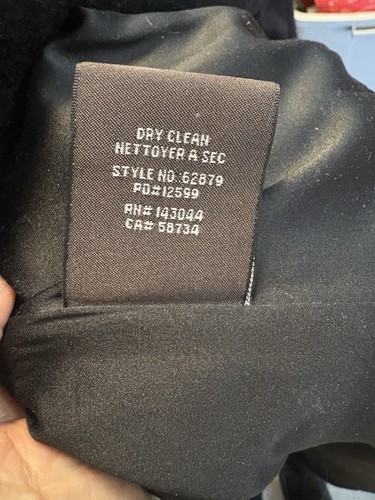 DRY CLEAN
NETTOYER A SEC
STYLE NO. 62879
PO#12599
RN# 143044
CA# 58734